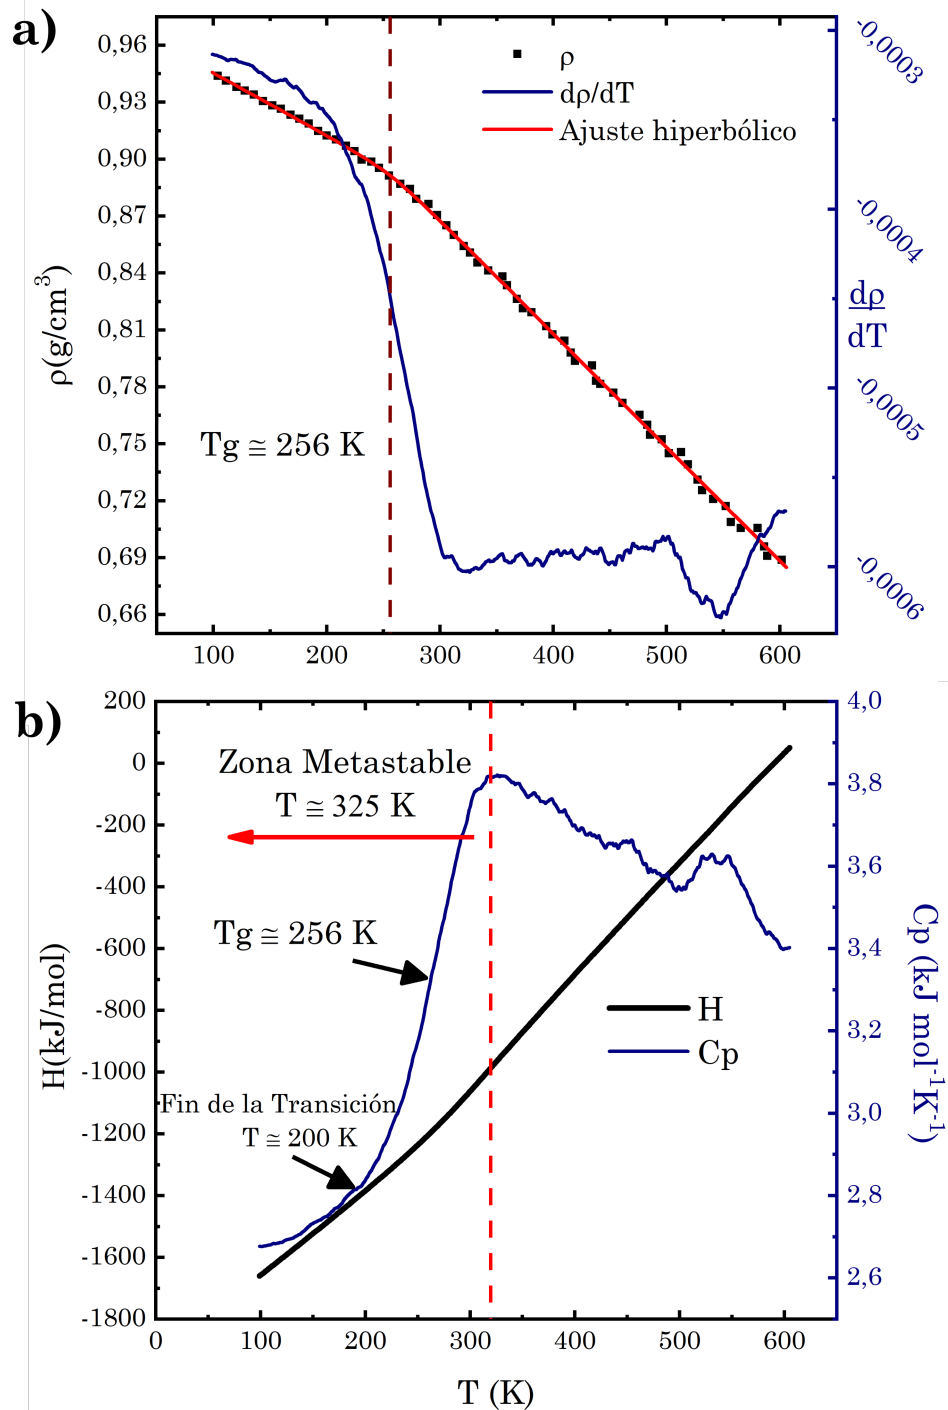 a)
0,96
0,93
0,90
0,87
0,84
0,81
0,78
0,75
0,72
0,69
0,66
ρ(g/cm³)
ρ
dρ/dT
Ajuste hiperbólico
Tg ≅ 256 K
-0,0003
-0,0004
-0,0005
-0,0006
dρ
dT
100 200 300 400 500 600
b)
200
0
-200
-400
-600
-800
-1000
-1200
-1400
-1600
-1800
H(kJ/mol)
Zona Metastable
T ≅ 325 K
Tg ≅ 256 K
Fin de la Transición
T ≅ 200 K
H
Cp
4,0
3,8
3,6
3,4
3,2
3,0
2,8
2,6
Cp (kJ mol⁻¹K⁻¹)
0 100 200 300 400 500 600
T (K)